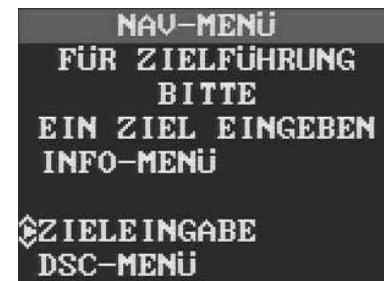 NAV-MENÜ
FÜR ZIELFÜHRUNG
BITTE
EIN ZIEL EINGEBEN
INFO-MENÜ
ZIELEINGABE
DSC-MENÜ